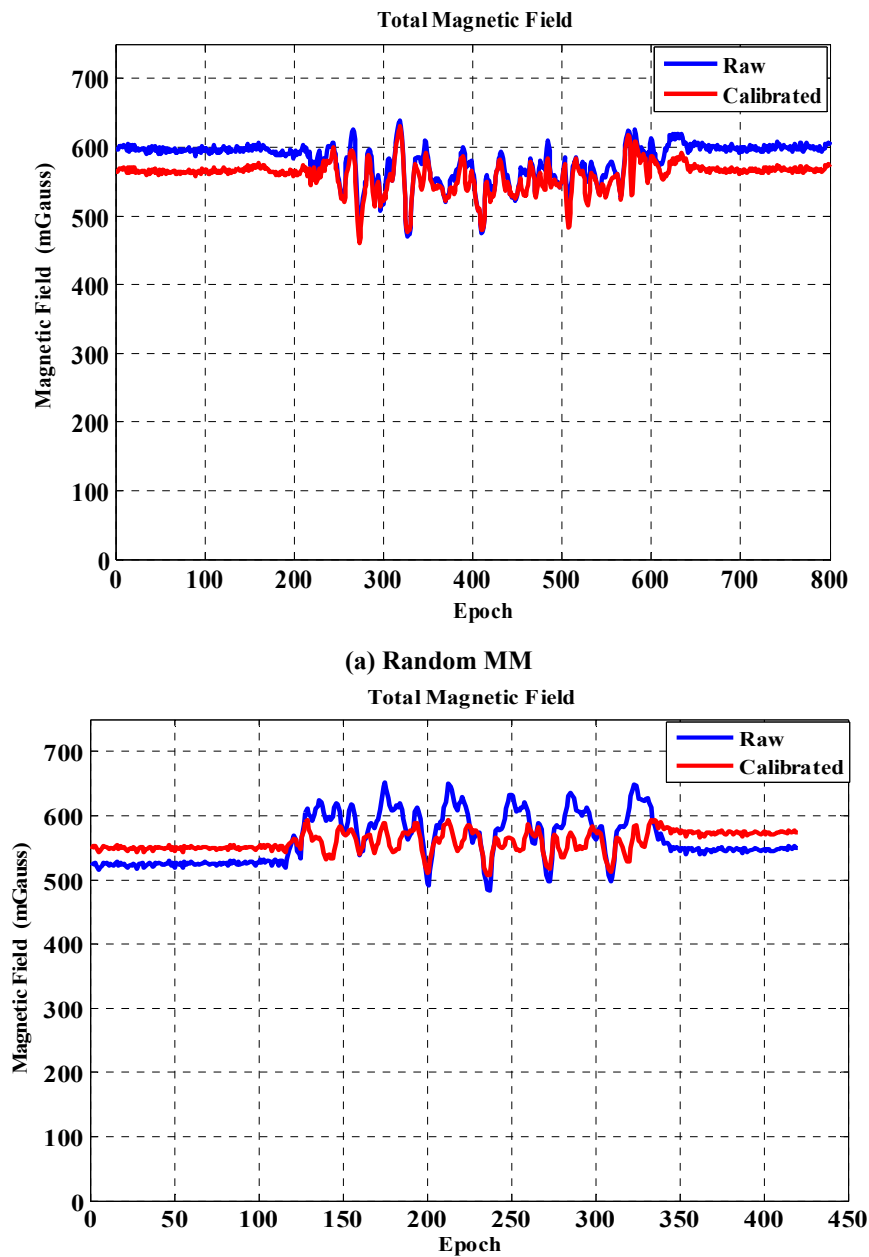 Total Magnetic Field
Raw
Calibrated
700
600
500
400
300
200
100
0
Magnetic Field (mGauss)
0 100 200 300 400 500 600 700 800
Epoch
(a) Random MM
Total Magnetic Field
Raw
Calibrated
700
600
500
400
300
200
100
0
Magnetic Field (mGauss)
0 50 100 150 200 250 300 350 400 450
Epoch